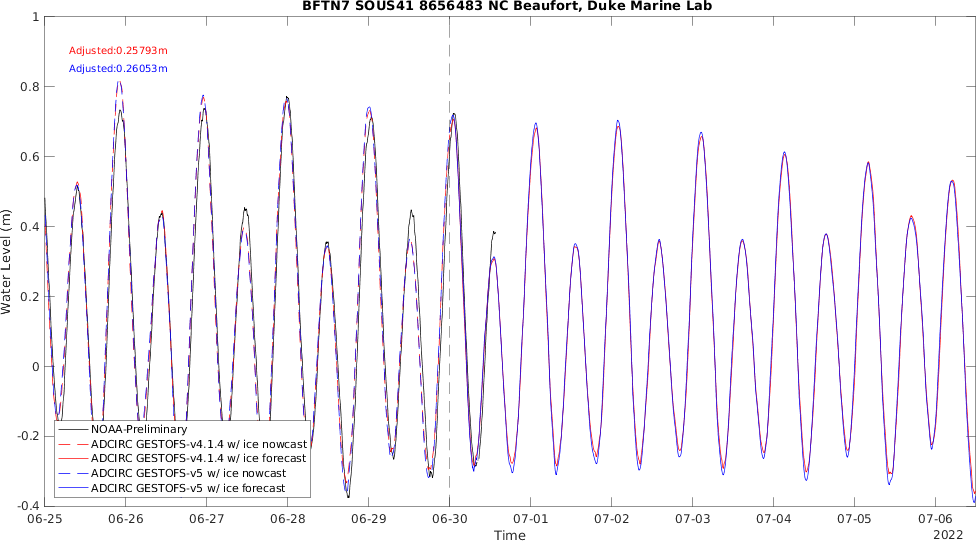 BFTN7 SOUS41 8656483 NC Beaufort, Duke Marine Lab
1
Adjusted:0.25793m
Adjusted:0.26053m
0.8
0.6
0.4
0.2
0
-0.2
-0.4
Water Level (m)
NOAA-Preliminary
ADCIRC GESTOFS-v4.1.4 w/ ice nowcast
ADCIRC GESTOFS-v4.1.4 w/ ice forecast
ADCIRC GESTOFS-v5 w/ ice nowcast
ADCIRC GESTOFS-v5 w/ ice forecast
06-25 06-26 06-27 06-28 06-29 06-30 07-01 07-02 07-03 07-04 07-05 07-06
Time
2022